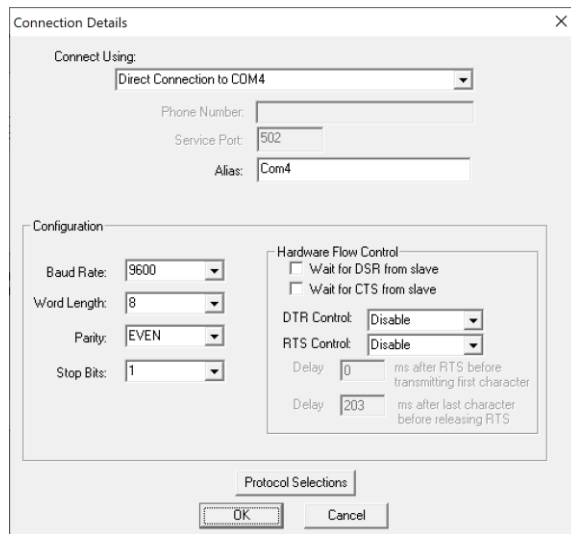 Connection Details
Connect Using:
Direct Connection to COM4
Phone Number:
Service Port: 502
Alias: Com4
Configuration
Baud Rate: 9600
Word Length: 8
Parity: EVEN
Stop Bits: 1
Hardware Flow Control
Wait for DSR from slave
Wait for CTS from slave
DTR Control: Disable
RTS Control: Disable
Delay 0 ms after RTS before
transmitting first character
Delay 203 ms after last character
before releasing RTS
Protocol Selections
OK Cancel